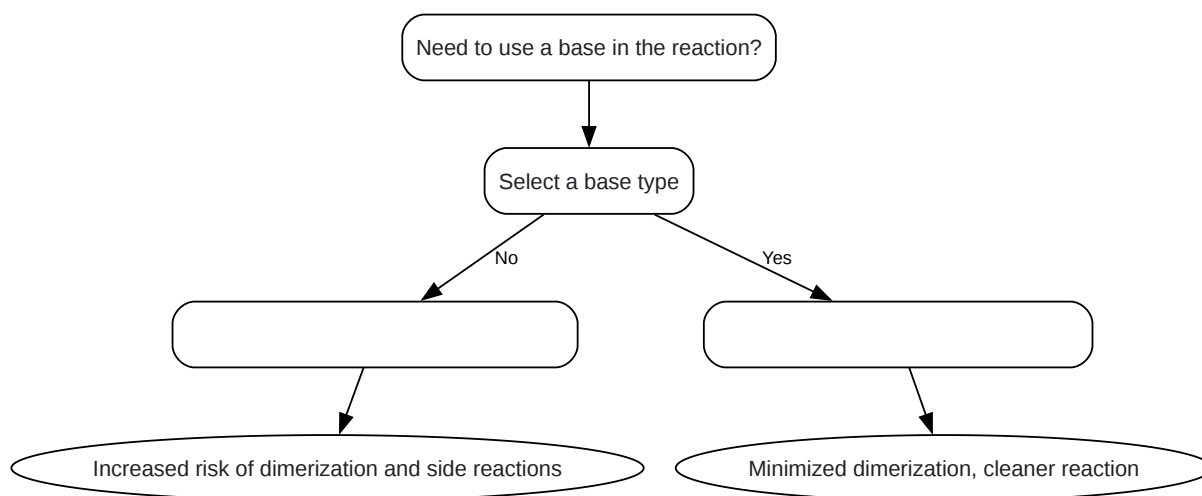 Need to use a base in the reaction?
Select a base type
No
Yes
Increased risk of dimerization and side reactions
Minimized dimerization, cleaner reaction